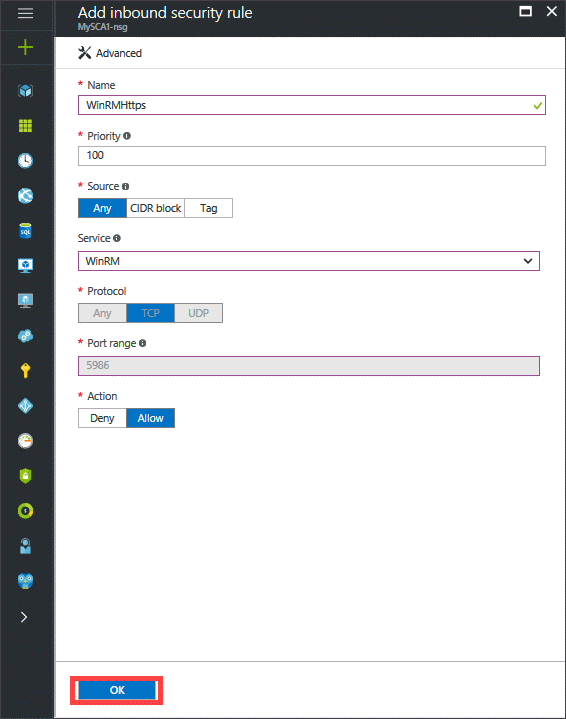 Add inbound security rule
MySCA1-nsg
Advanced
* Name
WinRMHttps
* Priority
100
* Source
Any CIDR block Tag
Service
WinRM
* Protocol
Any TCP UDP
* Port range
5986
* Action
Deny Allow
SQL
OK